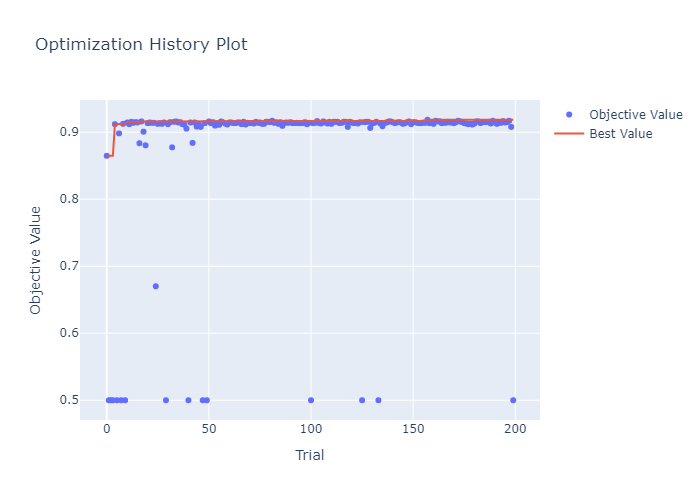 Optimization History Plot
Objective Value
Best Value
0.9
0.8
0.7
0.6
0.5
Objective Value
0 50 100 150 200
Trial